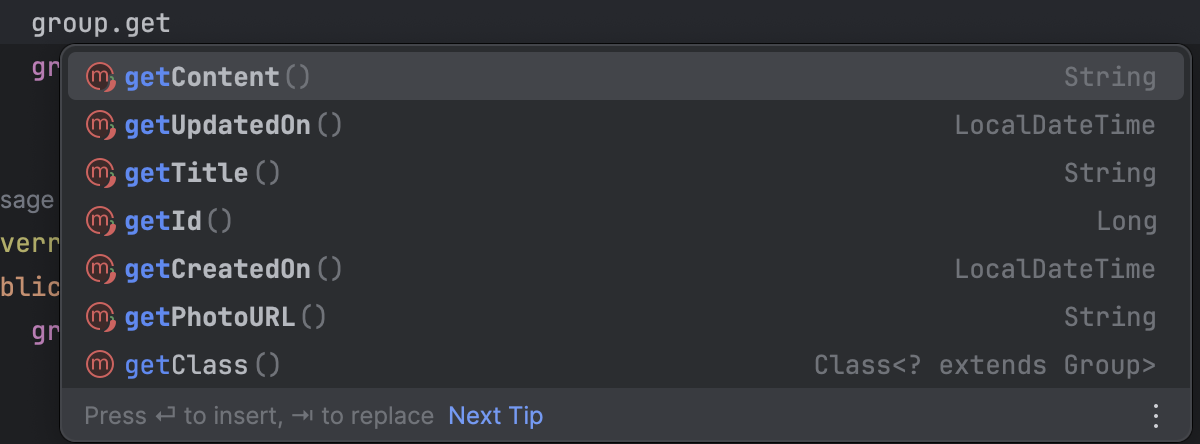 group.get
gr
getContent() String
getUpdatedOn() LocalDateTime
getTitle() String
sage
getId() Long
verr
getCreatedOn() LocalDateTime
blic
getPhotoURL() String
gr
getClass() Class<? extends Group>
Press ↵ to insert, ⇥ to replace Next Tip